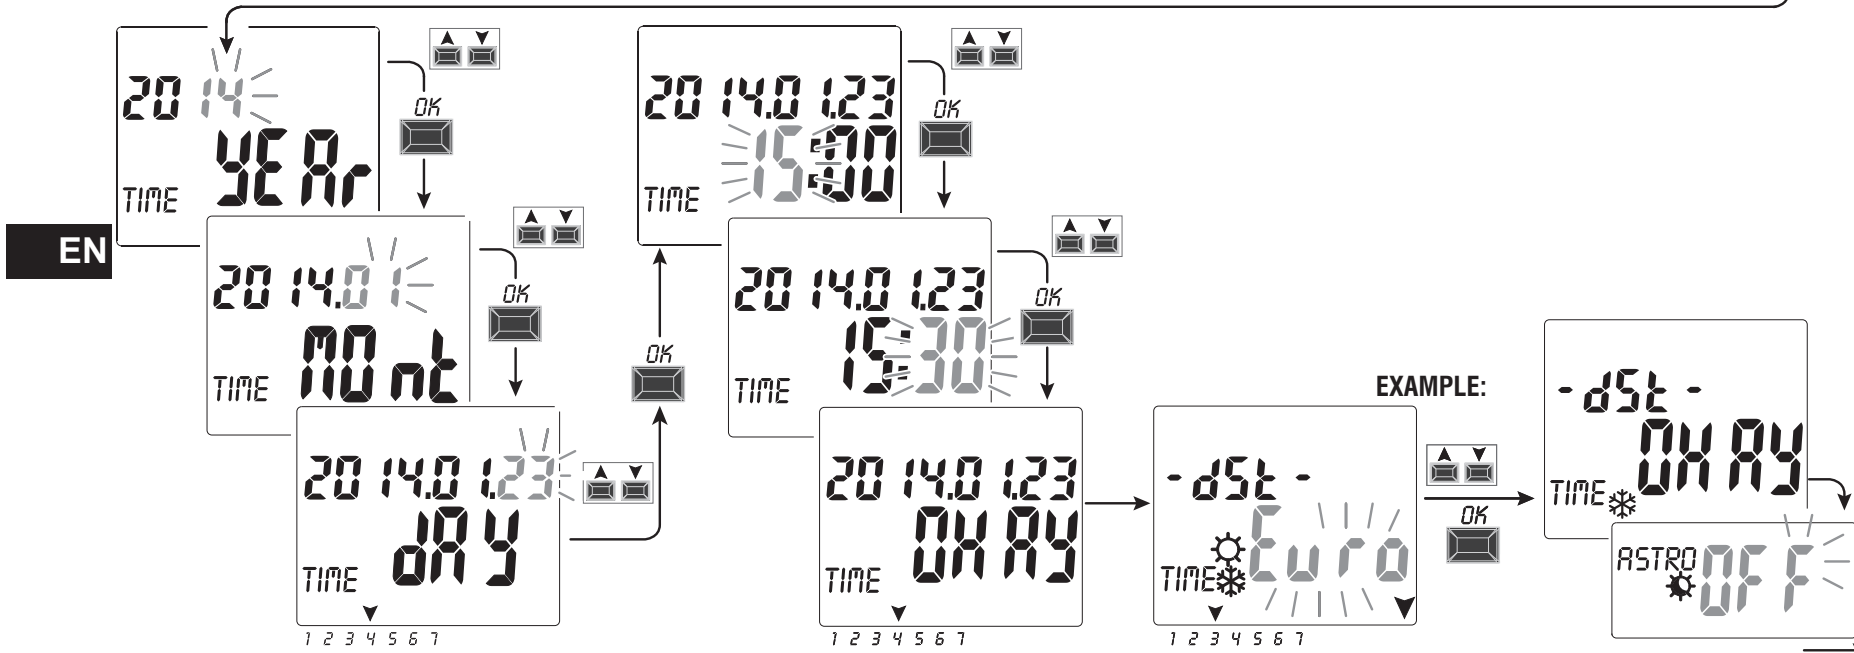 EN
20 14
YEAr
TIME
OK
2014.01
MOnt
TIME
OK
2014.01.23
dAY
TIME
1 2 3 4 5 6 7
OK
2014.01.23
15:00
TIME
OK
2014.01.23
15:30
TIME
OK
2014.01.23
OKAY
TIME
1 2 3 4 5 6 7
-dSt-
Euro
TIME
1 2 3 4 5 6 7
EXAMPLE:
OK
-dSt-
OKAY
TIME
ASTRO
OFF